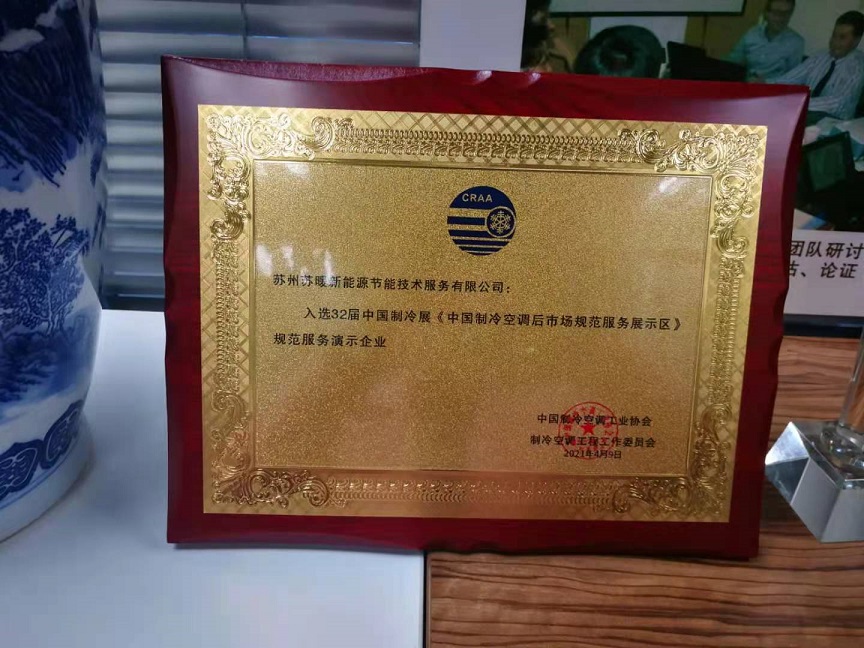 CRAA
苏州苏暖新能源节能技术服务有限公司：
入选32届中国制冷展《中国制冷空调后市场规范服务展示区》
规范服务演示企业
中国制冷空调工业协会
制冷空调工程工作委员会
2021年4月9日
团队研讨
估、论证